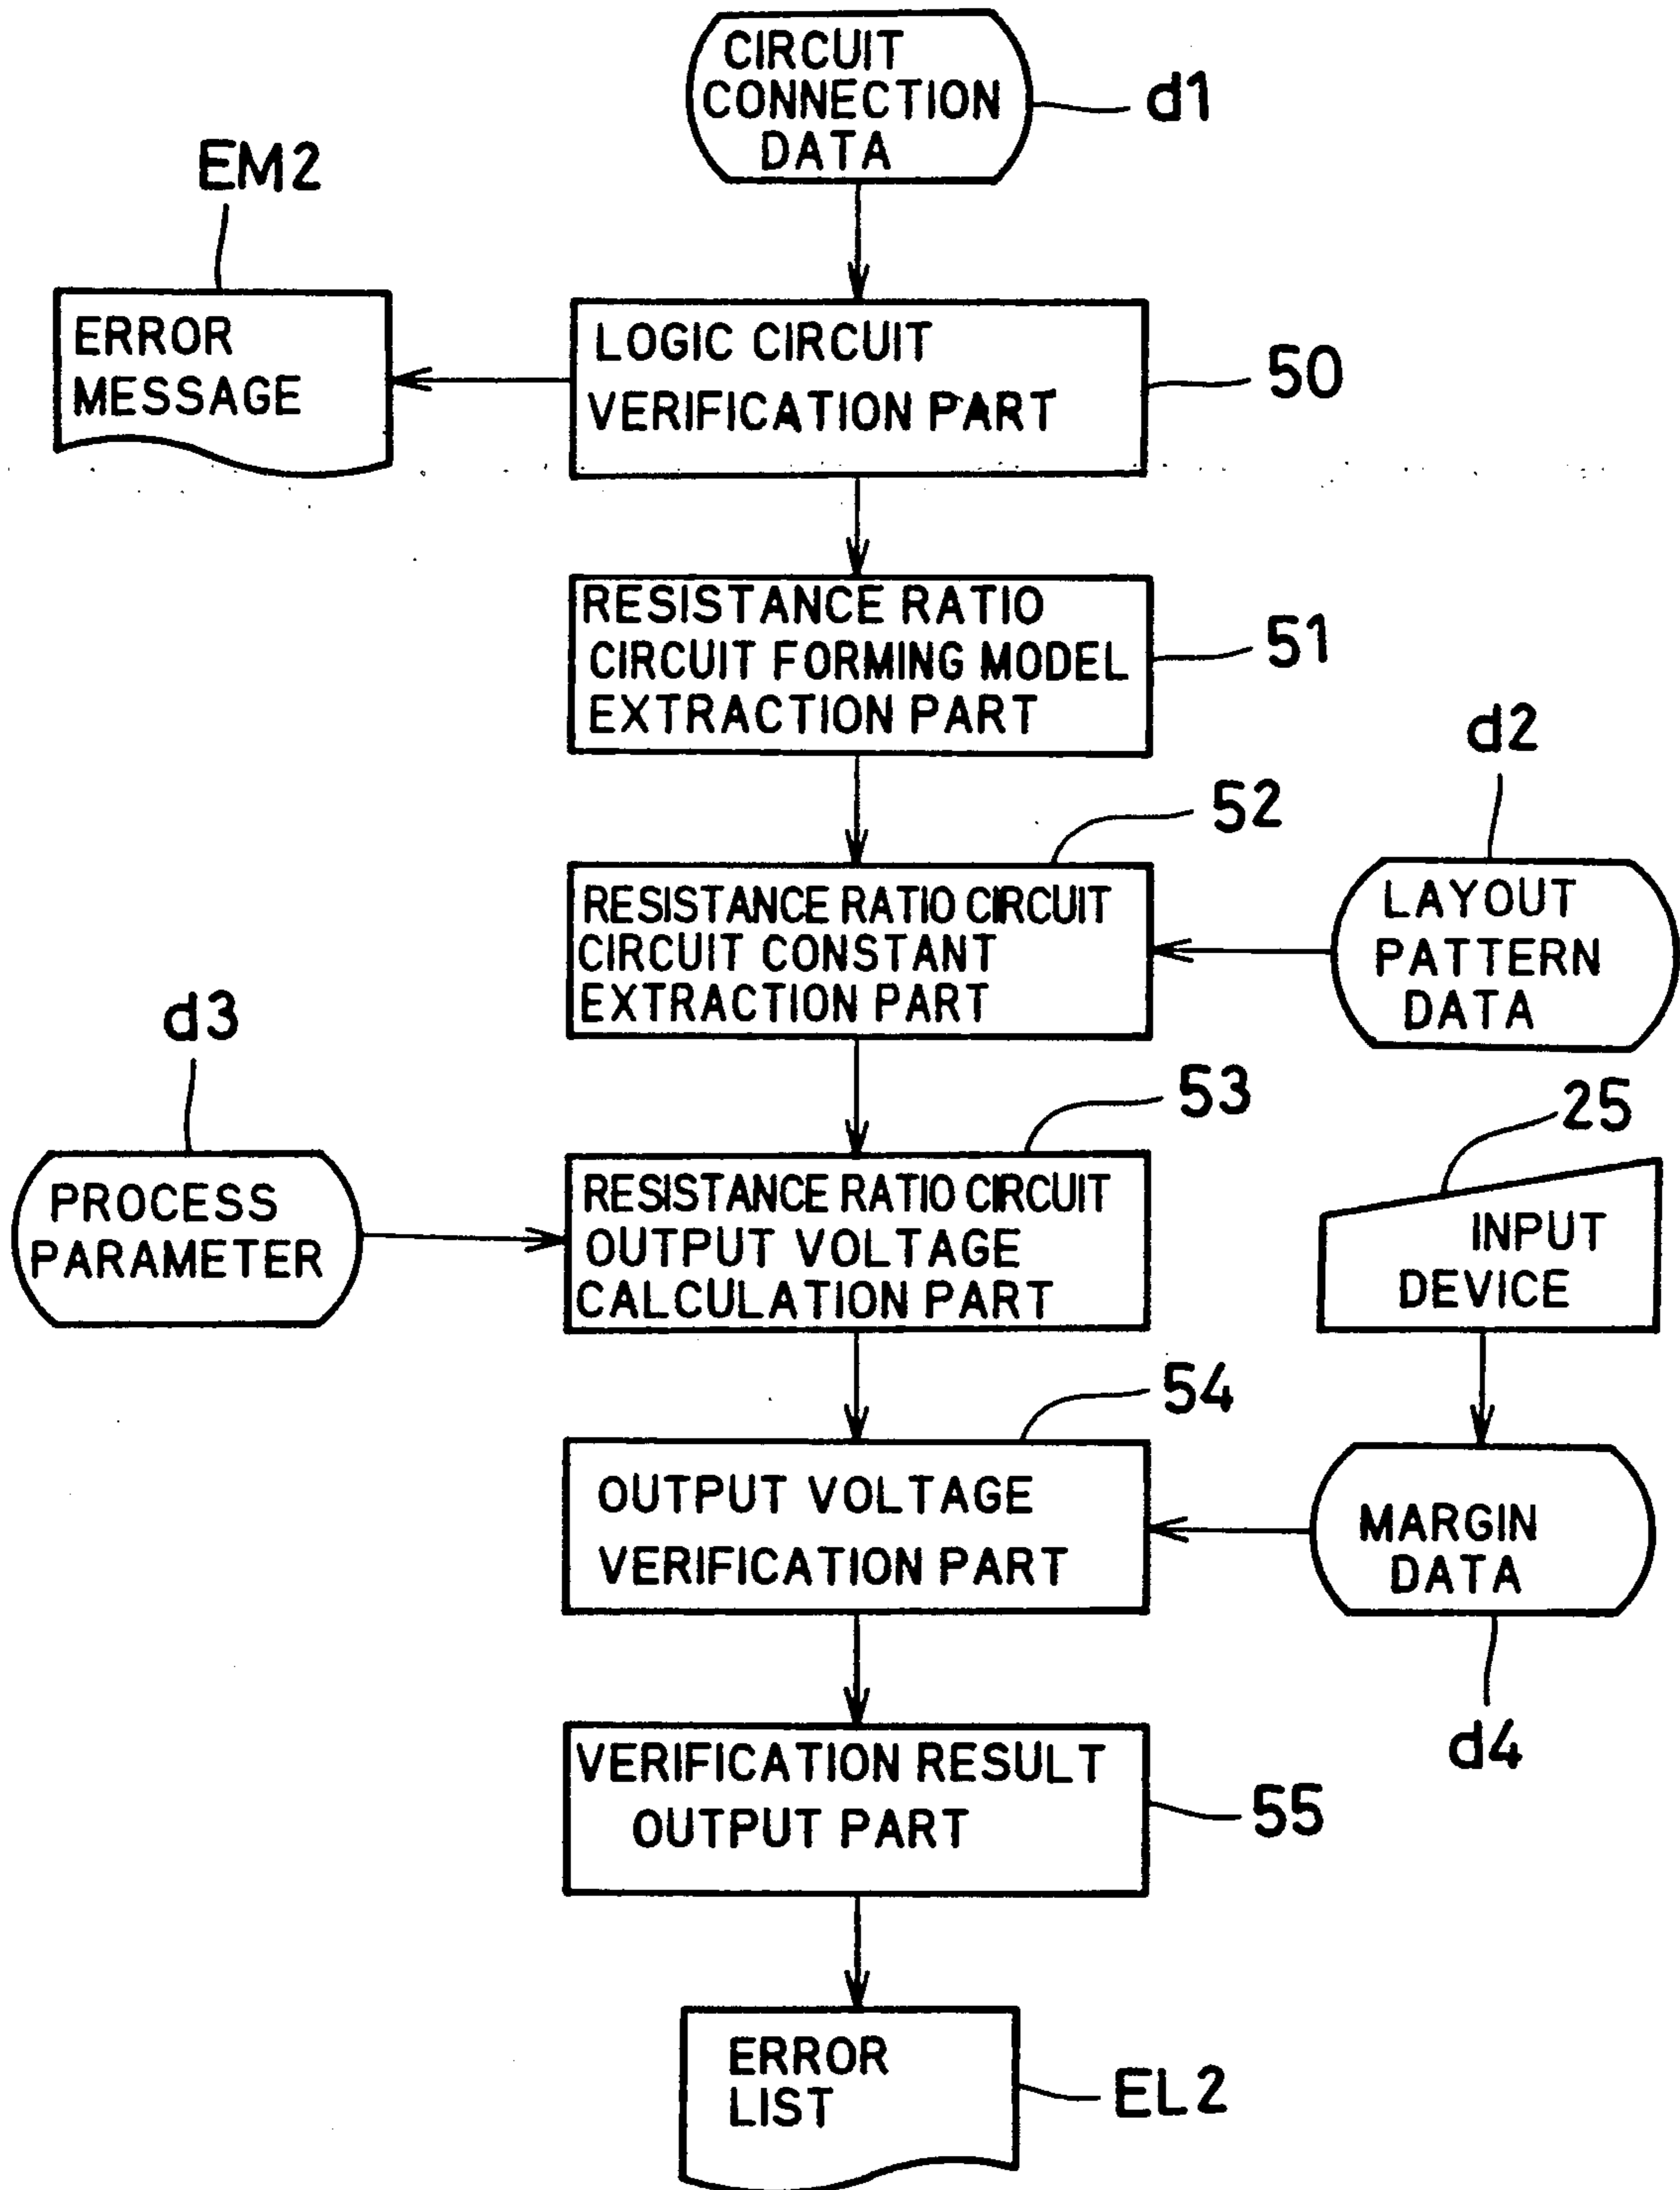 CIRCUIT
CONNECTION
DATA
d1
EM2
ERROR
MESSAGE
LOGIC CIRCUIT
VERIFICATION PART
50
RESISTANCE RATIO
CIRCUIT FORMING MODEL
EXTRACTION PART
51
d2
52
RESISTANCE RATIO CIRCUIT
CIRCUIT CONSTANT
EXTRACTION PART
LAYOUT
PATTERN
DATA
d3
53
25
PROCESS
PARAMETER
RESISTANCE RATIO CIRCUIT
OUTPUT VOLTAGE
CALCULATION PART
INPUT
DEVICE
54
OUTPUT VOLTAGE
VERIFICATION PART
MARGIN
DATA
d4
VERIFICATION RESULT
OUTPUT PART
55
ERROR
LIST
EL2